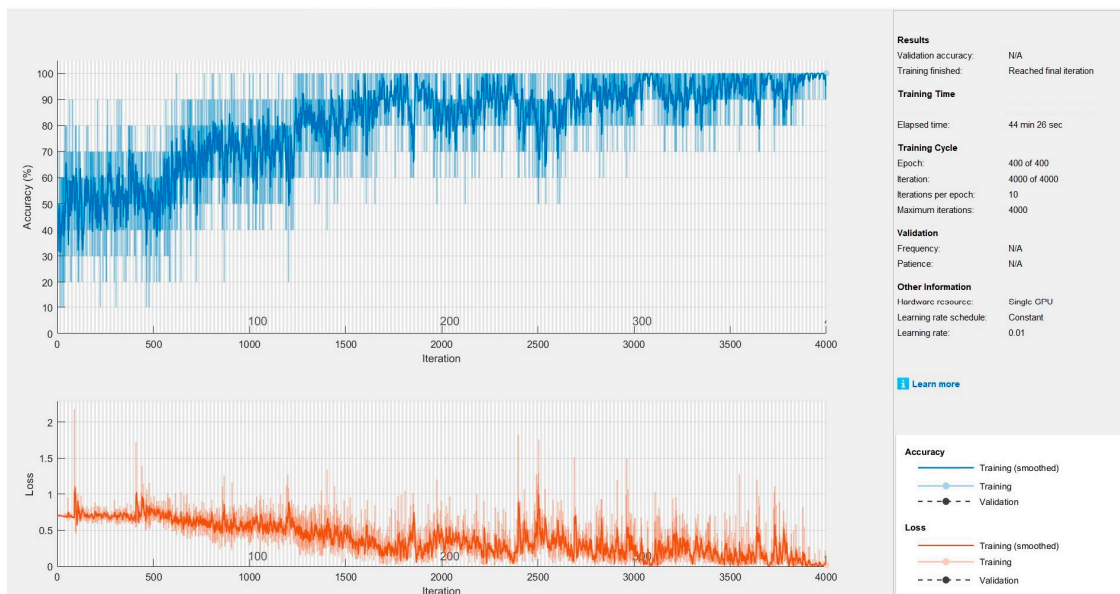 Accuracy (%)
100
90
80
70
60
50
40
30
20
10
0
100
200
300
0
500
1000
1500
2000
2500
3000
3500
4000
Iteration
Loss
2
1.5
1
0.5
0
100
200
300
0
500
1000
1500
2000
2500
3000
3500
4000
Iteration
Results
Validation accuracy: N/A
Training finished: Reached final iteration
Training Time
Elapsed time: 44 min 26 sec
Training Cycle
Epoch: 400 of 400
Iteration: 4000 of 4000
Iterations per epoch: 10
Maximum iterations: 4000
Validation
Frequency: N/A
Patience: N/A
Other Information
Hardware resource: Single GPU
Learning rate schedule: Constant
Learning rate: 0.01
i Learn more
Accuracy
Training (smoothed)
Training
Validation
Loss
Training (smoothed)
Training
Validation